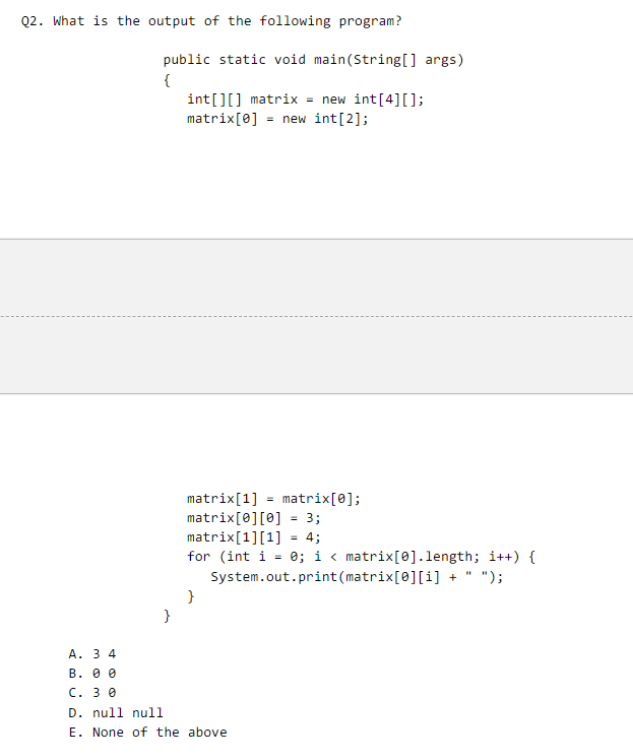 Q2. What is the output of the following program?
public static void main(String[] args)
{
int[][] matrix = new int[4][];
matrix[0] = new int[2];
matrix[1] = matrix[0];
matrix[0][0] = 3;
matrix[1][1] = 4;
for (int i = 0; i < matrix[0].length; i++) {
System.out.print(matrix[0][i] + " ");
}
}
A. 3 4
B. 0 0
C. 3 0
D. null null
E. None of the above